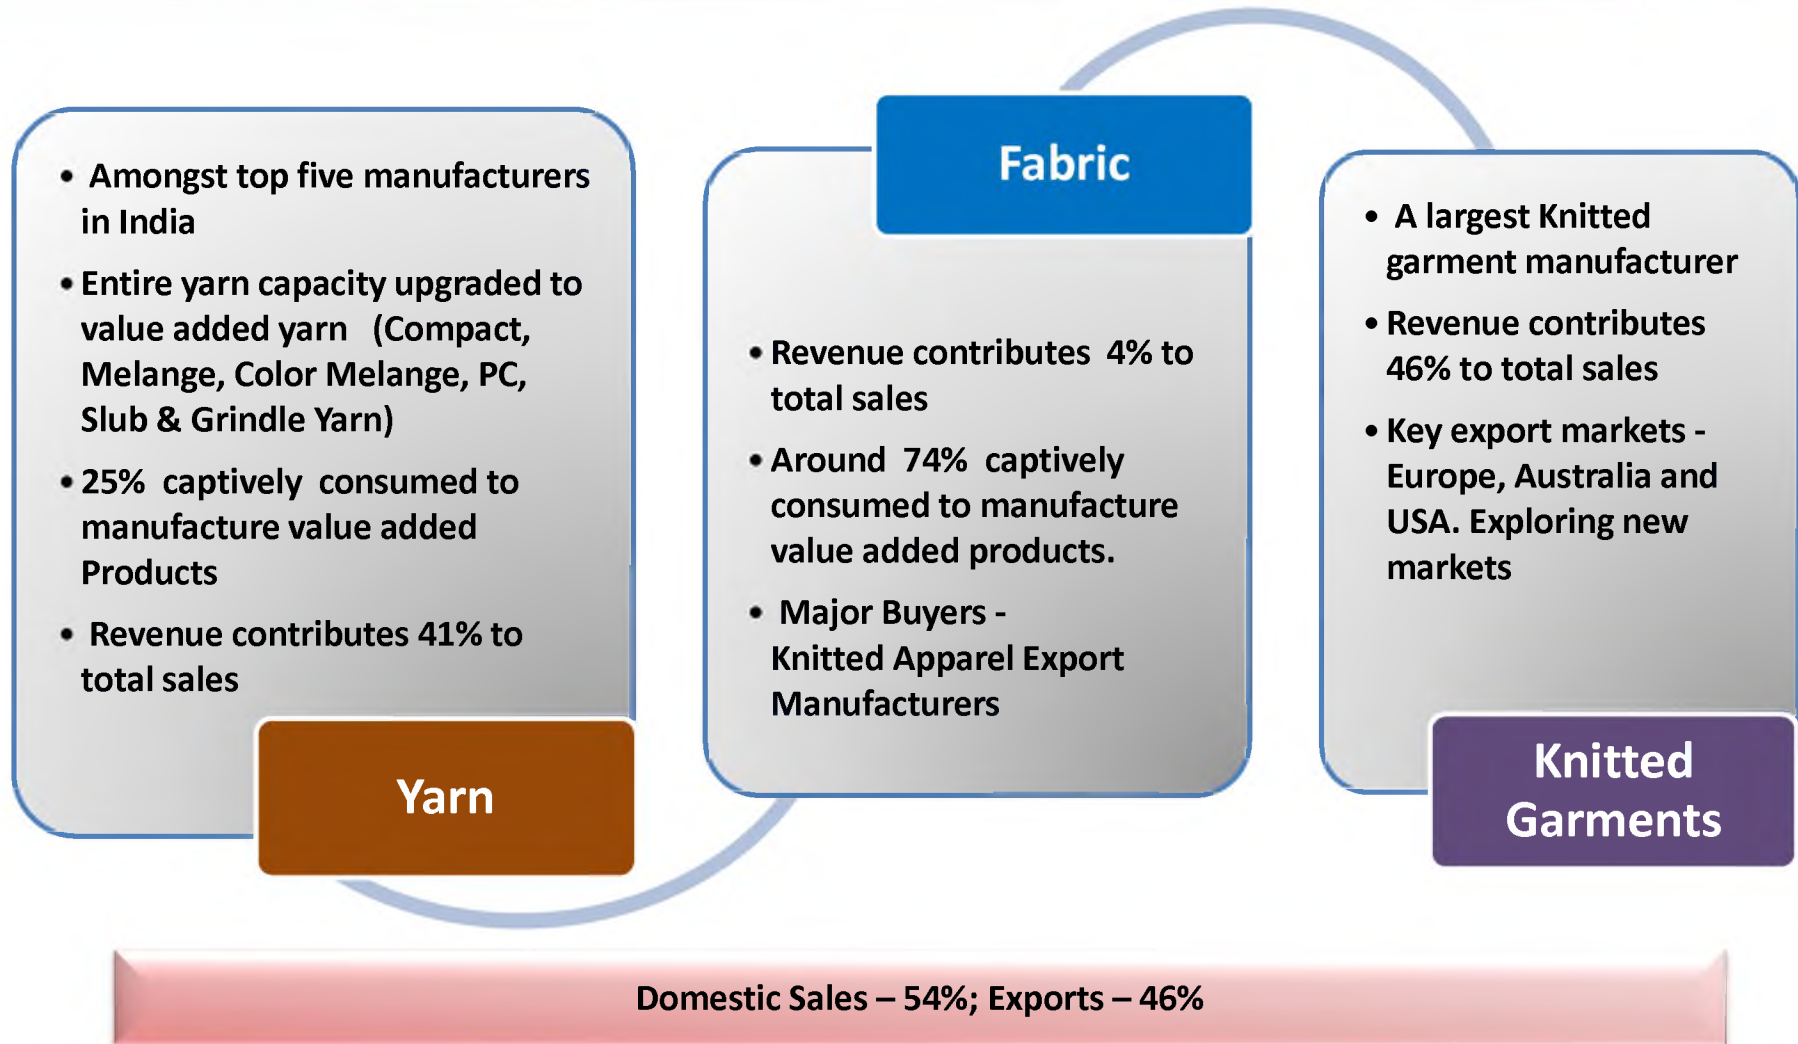 • Amongst top five manufacturers
in India
• Entire yarn capacity upgraded to
value added yarn (Compact,
Melange, Color Melange, PC,
Slub & Grindle Yarn)
• 25% captively consumed to
manufacture value added
Products
• Revenue contributes 41% to
total sales
Yarn
Fabric
• Revenue contributes 4% to
total sales
• Around 74% captively
consumed to manufacture
value added products.
• Major Buyers -
Knitted Apparel Export
Manufacturers
• A largest Knitted
garment manufacturer
• Revenue contributes
46% to total sales
• Key export markets -
Europe, Australia and
USA. Exploring new
markets
Knitted
Garments
Domestic Sales – 54%; Exports – 46%